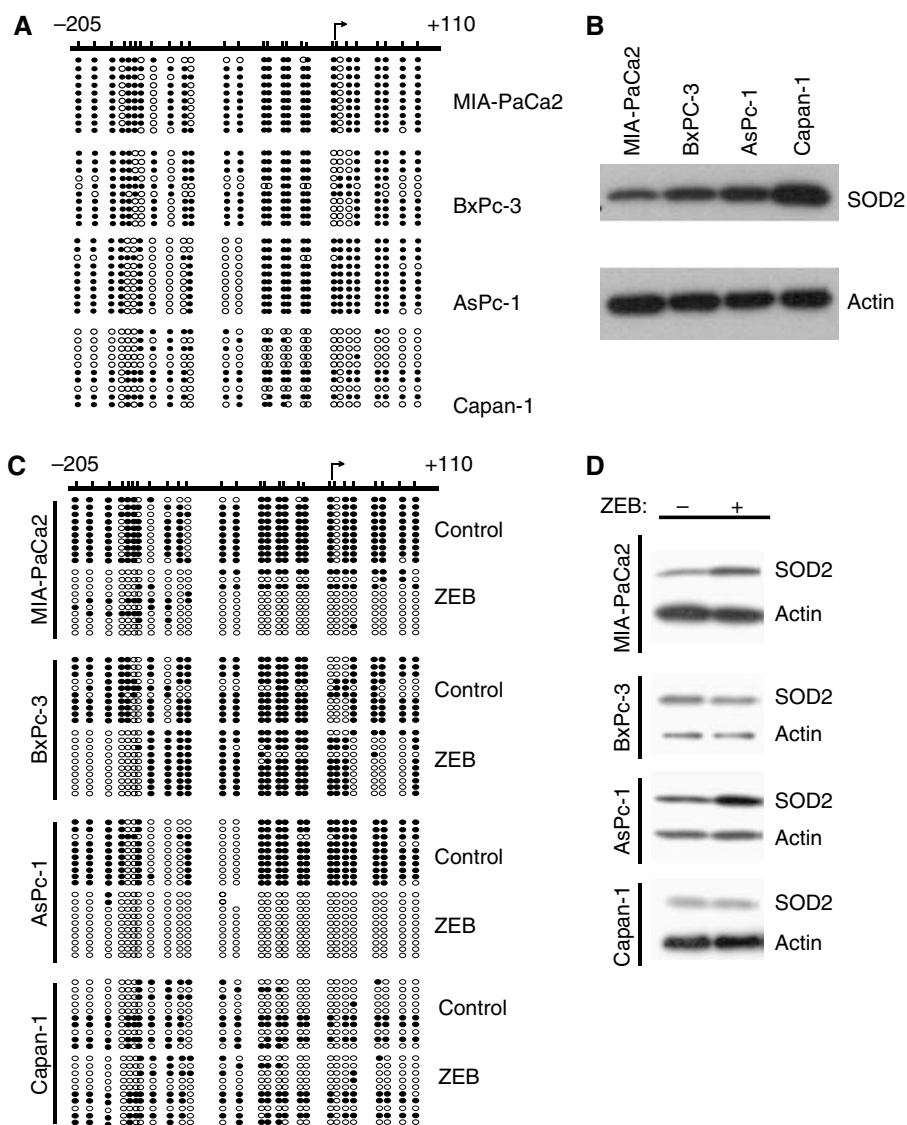 A
−205
+110
MIA-PaCa2
BxPc-3
AsPc-1
Capan-1
B
MIA-PaCa2
BxPC-3
AsPc-1
Capan-1
SOD2
Actin
C
−205
+110
MIA-PaCa2
Control
ZEB
BxPc-3
Control
ZEB
AsPc-1
Control
ZEB
Capan-1
Control
ZEB
D
ZEB: − +
MIA-PaCa2
SOD2
Actin
BxPc-3
SOD2
Actin
AsPc-1
SOD2
Actin
Capan-1
SOD2
Actin